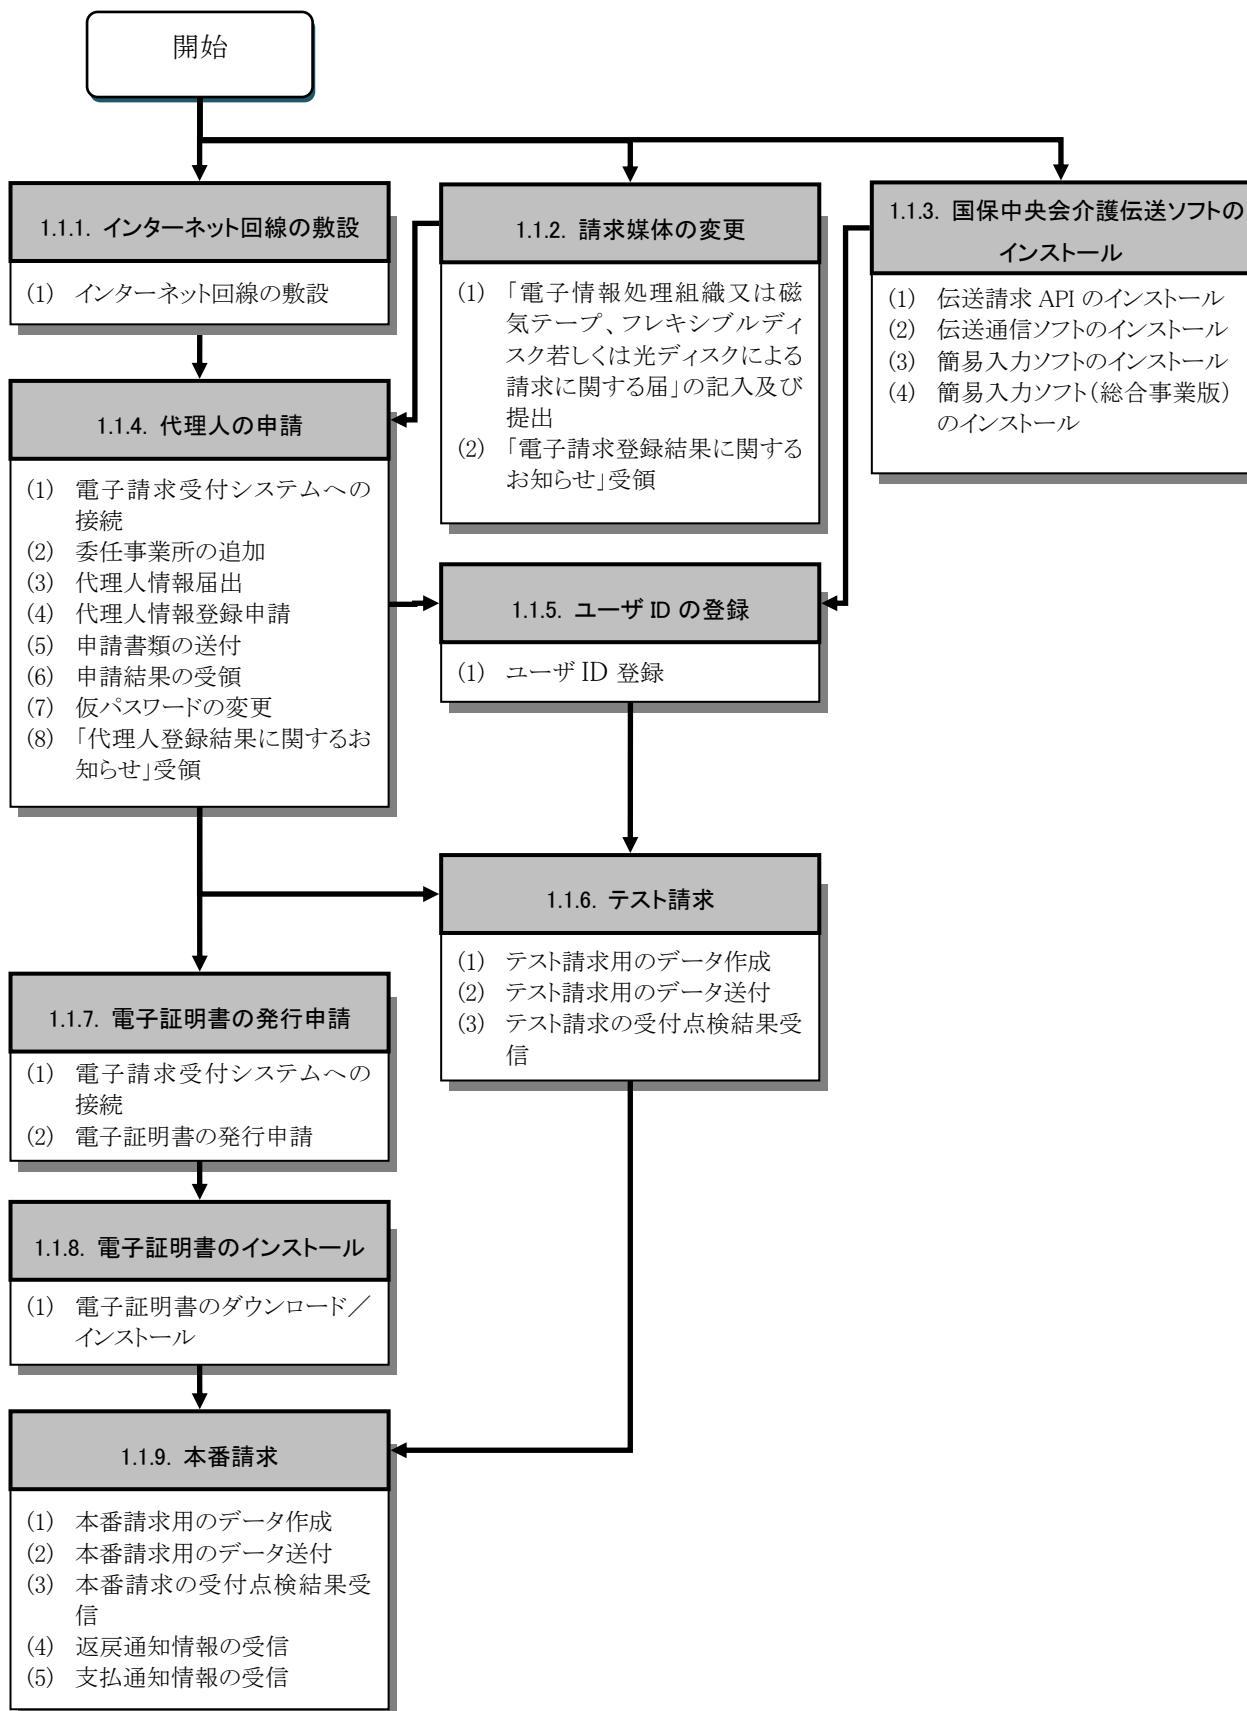 開始
1.1.1. インターネット回線の敷設
(1) インターネット回線の敷設
1.1.2. 請求媒体の変更
(1) 「電子情報処理組織又は磁
気テープ、フレキシブルディ
スク若しくは光ディスクによる
請求に関する届」の記入及び
提出
(2) 「電子請求登録結果に関する
お知らせ」受領
1.1.3. 国保中央会介護伝送ソフトの
インストール
(1) 伝送請求 API のインストール
(2) 伝送通信ソフトのインストール
(3) 簡易入力ソフトのインストール
(4) 簡易入力ソフト（総合事業版）
のインストール
1.1.4. 代理人の申請
(1) 電子請求受付システムへの
接続
(2) 委任事業所の追加
(3) 代理人情報届出
(4) 代理人情報登録申請
(5) 申請書類の送付
(6) 申請結果の受領
(7) 仮パスワードの変更
(8) 「代理人登録結果に関するお
知らせ」受領
1.1.5. ユーザ ID の登録
(1) ユーザ ID 登録
1.1.6. テスト請求
(1) テスト請求用のデータ作成
(2) テスト請求用のデータ送付
(3) テスト請求の受付点検結果受
信
1.1.7. 電子証明書の発行申請
(1) 電子請求受付システムへの
接続
(2) 電子証明書の発行申請
1.1.8. 電子証明書のインストール
(1) 電子証明書のダウンロード／
インストール
1.1.9. 本番請求
(1) 本番請求用のデータ作成
(2) 本番請求用のデータ送付
(3) 本番請求の受付点検結果受
信
(4) 返戻通知情報の受信
(5) 支払通知情報の受信